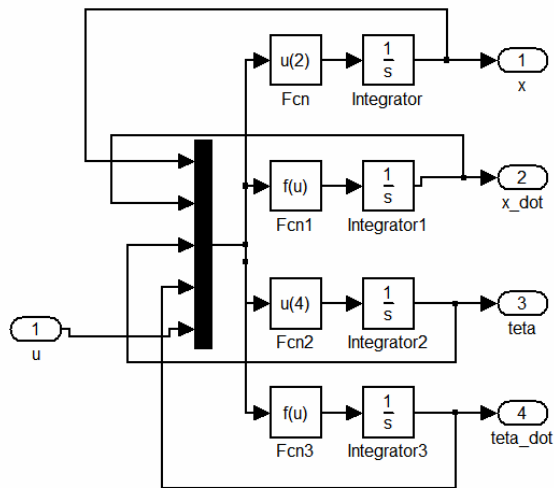 u(2)
1
s
1
Fcn
Integrator
x
f(u)
1
s
2
Fcn1
Integrator1
x_dot
u(4)
1
s
3
Fcn2
Integrator2
teta
1
u
f(u)
1
s
4
Fcn3
Integrator3
teta_dot